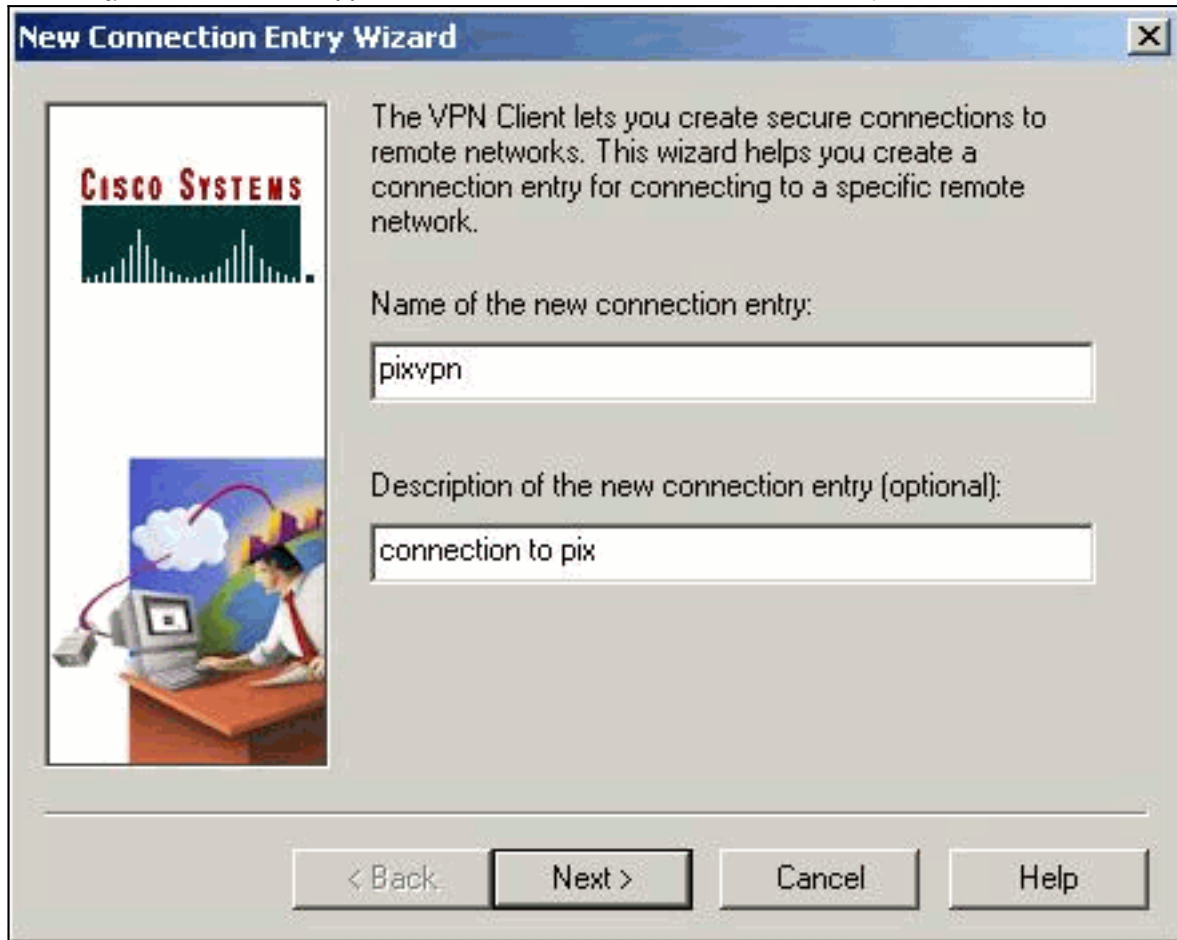 New Connection Entry Wizard
CISCO SYSTEMS
The VPN Client lets you create secure connections to
remote networks. This wizard helps you create a
connection entry for connecting to a specific remote
network.
Name of the new connection entry:
pixvpn
Description of the new connection entry (optional):
connection to pix
< Back
Next >
Cancel
Help